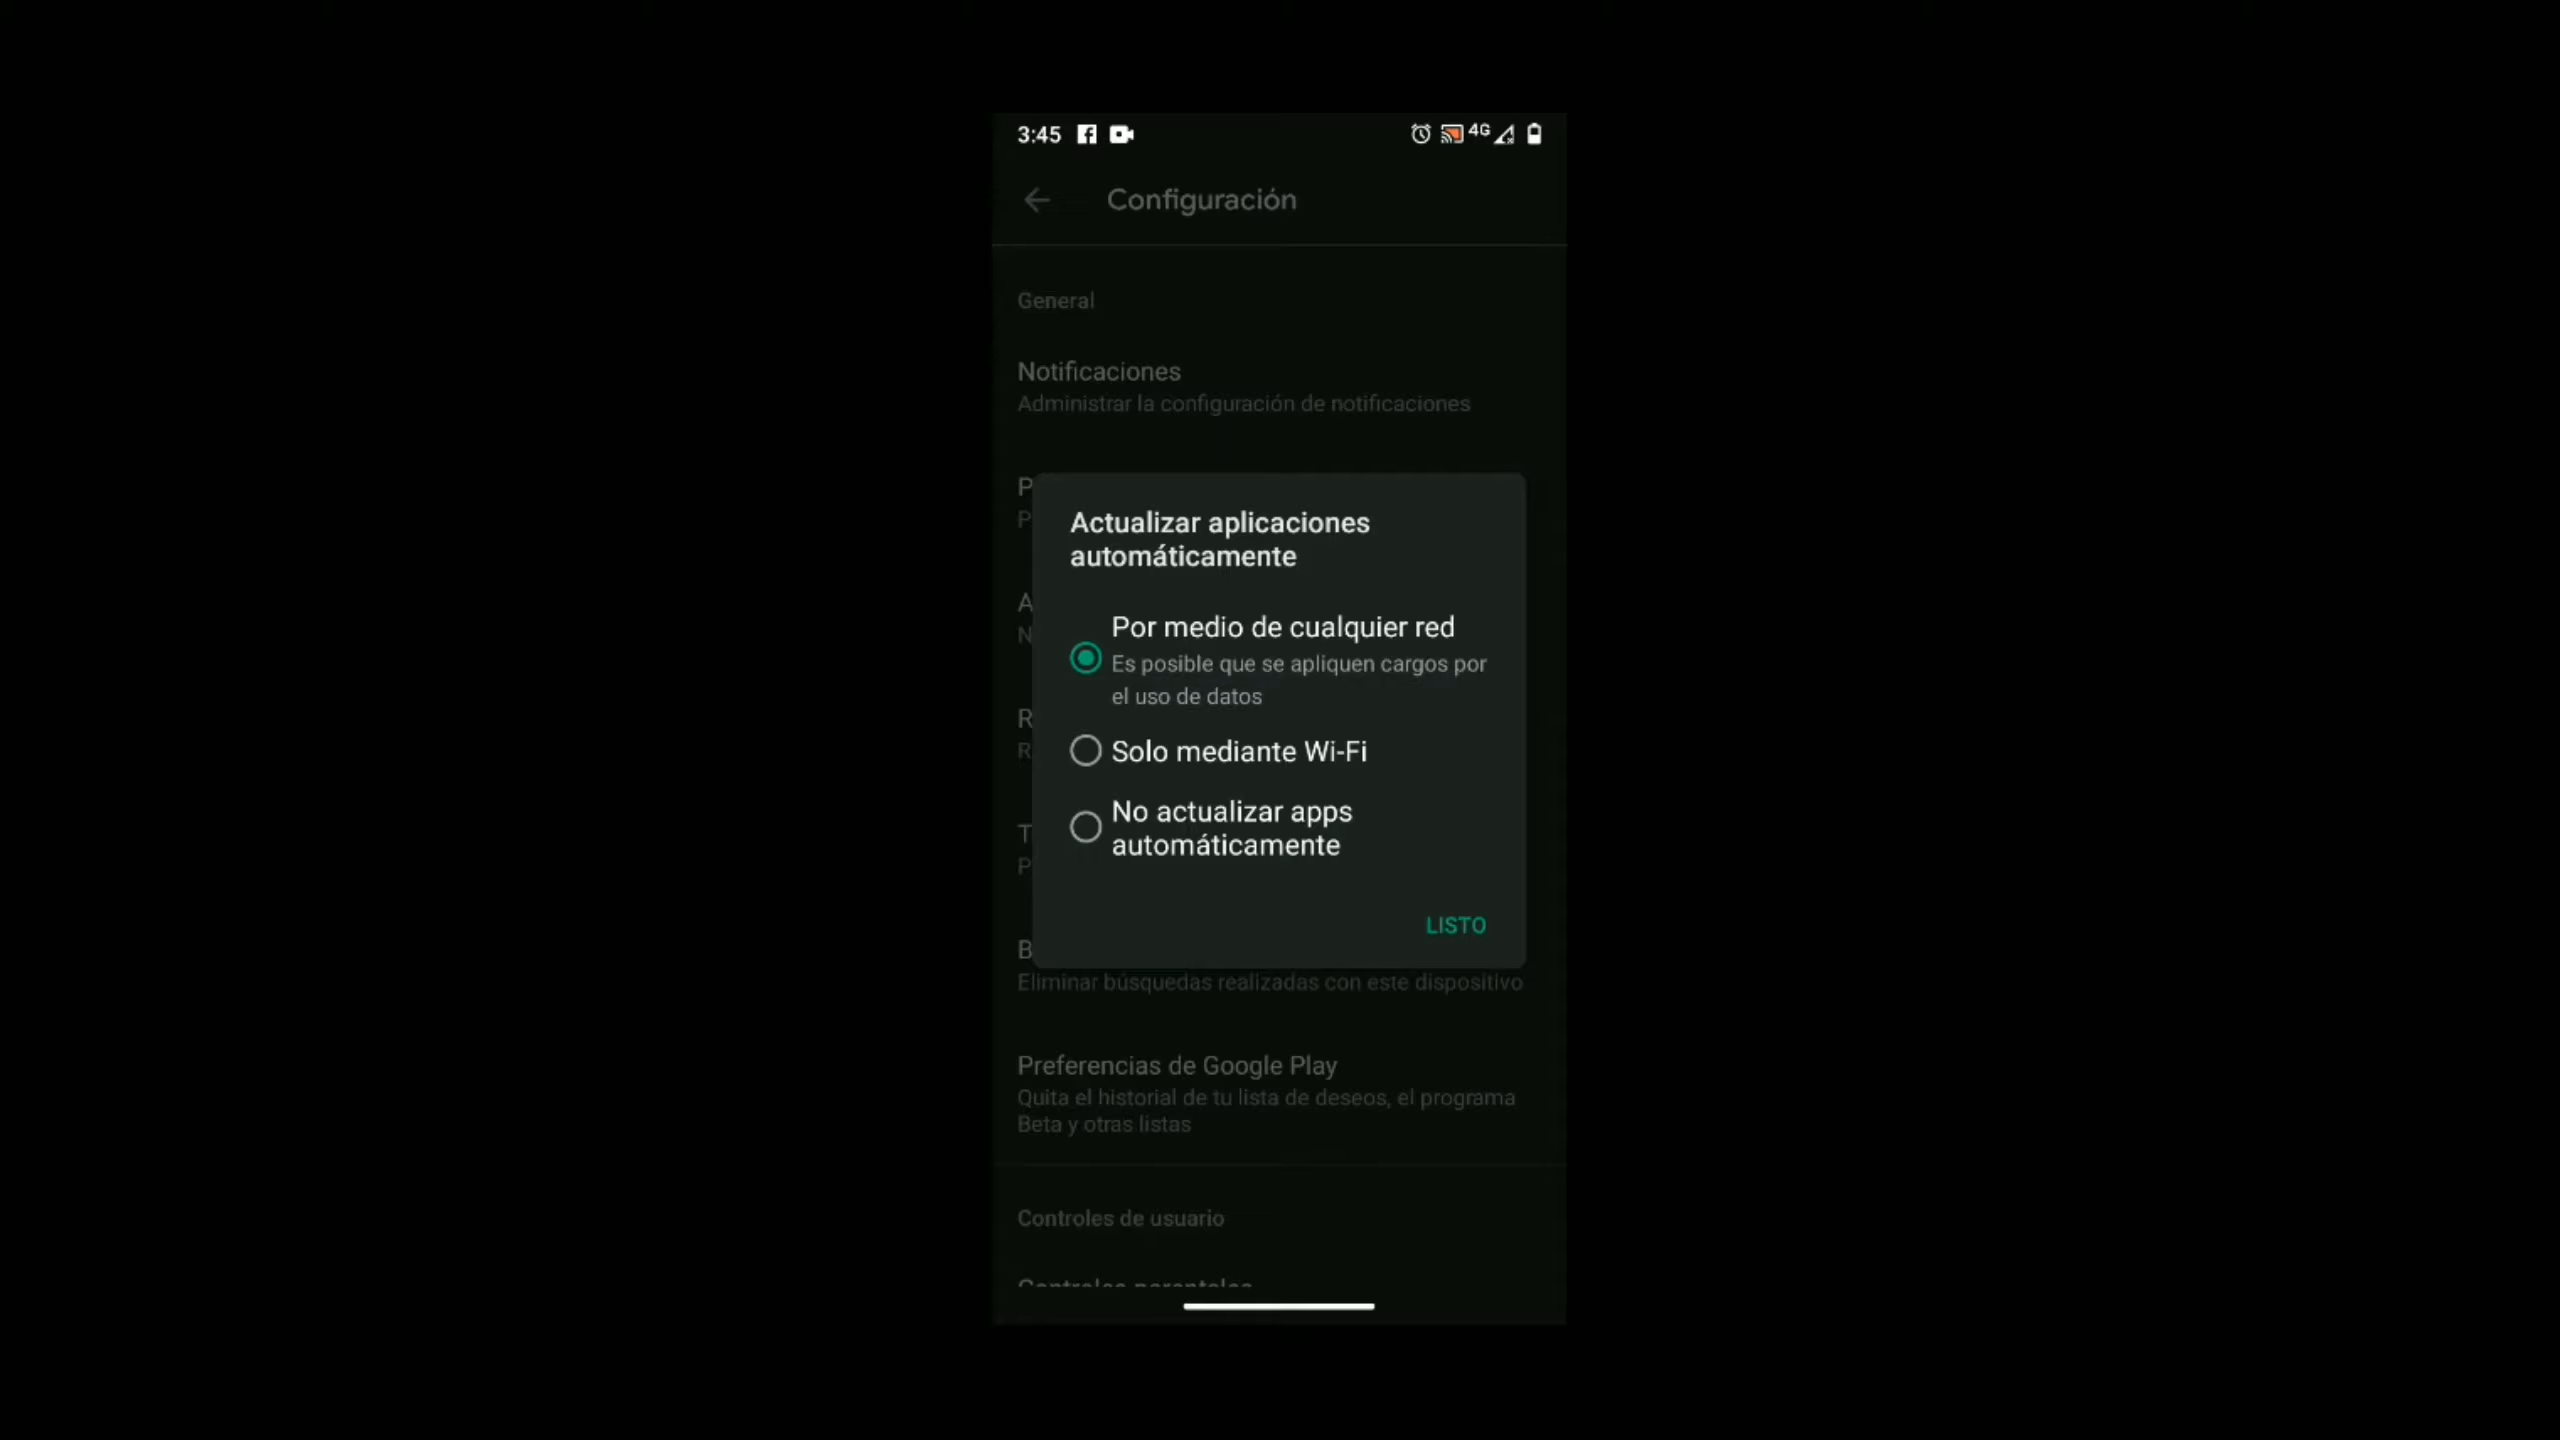 3:45
4G
Configuración
General
Notificaciones
Administrar la configuración de notificaciones
P
P
Actualizar aplicaciones
automáticamente
A
N
Por medio de cualquier red
Es posible que se apliquen cargos por
el uso de datos
R
R
Solo mediante Wi-Fi
No actualizar apps
automáticamente
T
P
LISTO
B
Eliminar búsquedas realizadas con este dispositivo
Preferencias de Google Play
Quita el historial de tu lista de deseos, el programa
Beta y otras listas
Controles de usuario
Controles parentales